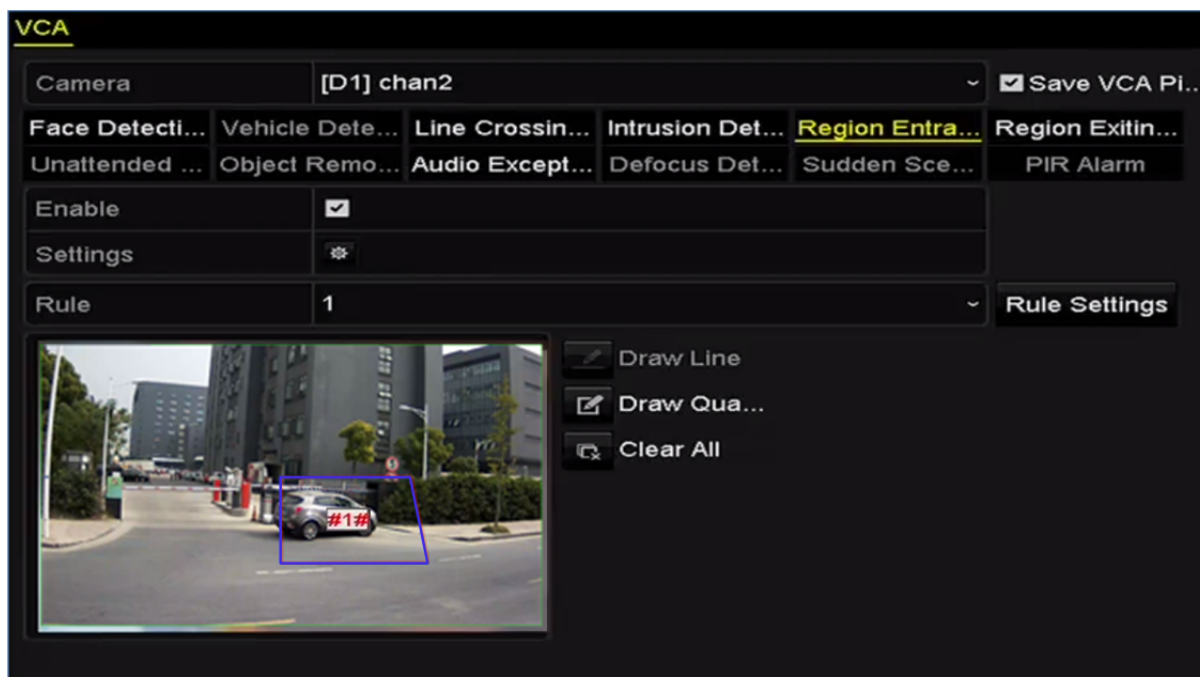 VCA
Camera [D1] chan2 Save VCA Pi...
Face Detecti... Vehicle Dete... Line Crossin... Intrusion Det... Region Entra... Region Exitin...
Unattended ... Object Remo... Audio Except... Defocus Det... Sudden Sce... PIR Alarm
Enable
Settings
Rule 1 Rule Settings
Draw Line
Draw Qua...
Clear All
#1#